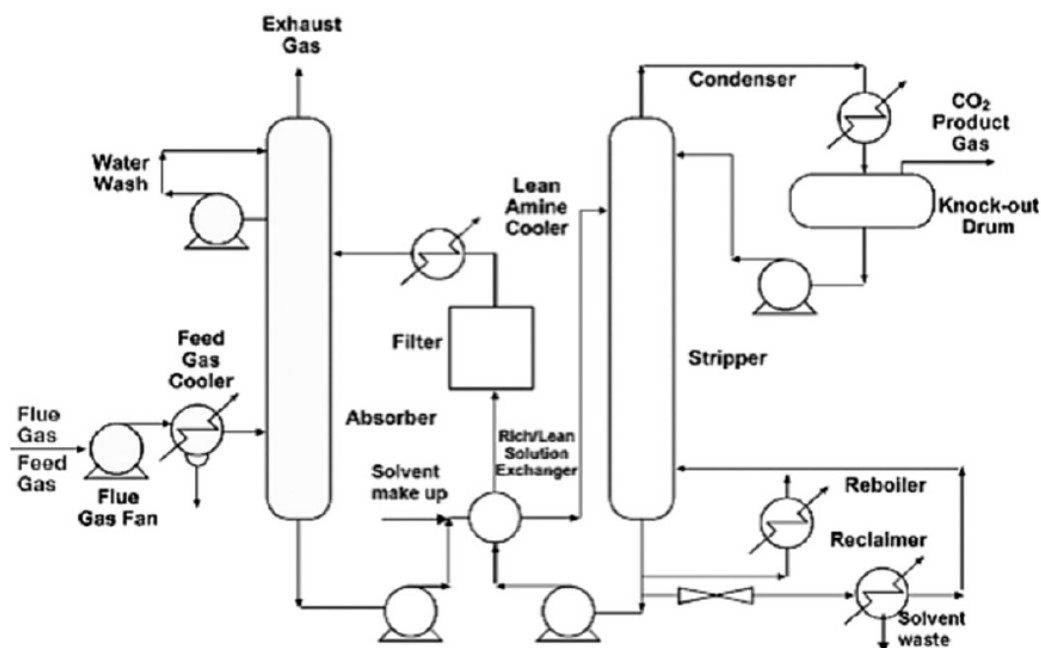 Exhaust
Gas
Condenser
CO₂
Product
Gas
Water
Wash
Lean
Amine
Cooler
Knock-out
Drum
Feed
Gas
Cooler
Filter
Stripper
Flue
Gas
Feed
Gas
Absorber
Rich/Lean
Solution
Exchanger
Solvent
make up
Flue
Gas Fan
Reboiler
Reclaimer
Solvent
waste